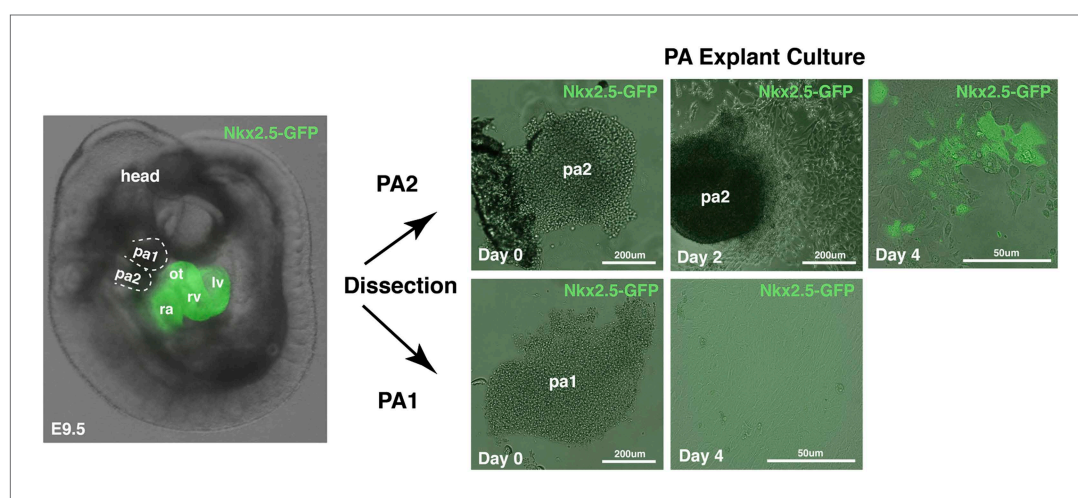 PA Explant Culture
Nkx2.5-GFP
head
pa1
pa2
ot
lv
rv
ra
E9.5
PA2
Dissection
PA1
Nkx2.5-GFP
pa2
Day 0
200um
Nkx2.5-GFP
pa2
Day 2
200um
Nkx2.5-GFP
Day 4
50um
Nkx2.5-GFP
pa1
Day 0
200um
Nkx2.5-GFP
Day 4
50um